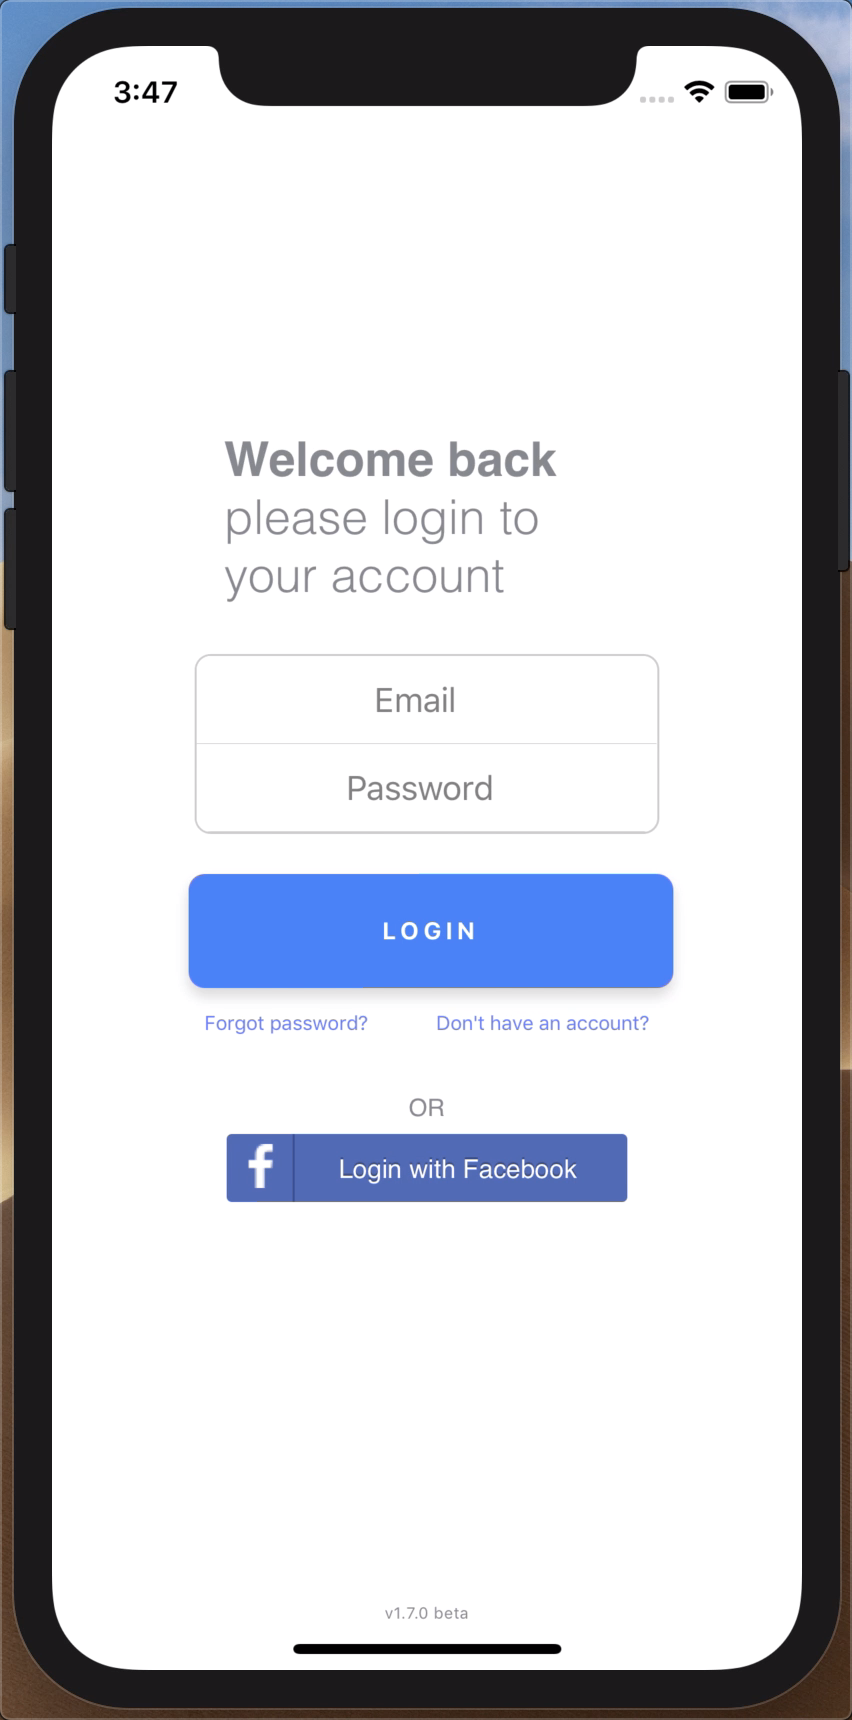 3:47
Welcome back
please login to
your account
Email
Password
LOGIN
Forgot password? Don't have an account?
OR
f Login with Facebook
v1.7.0 beta